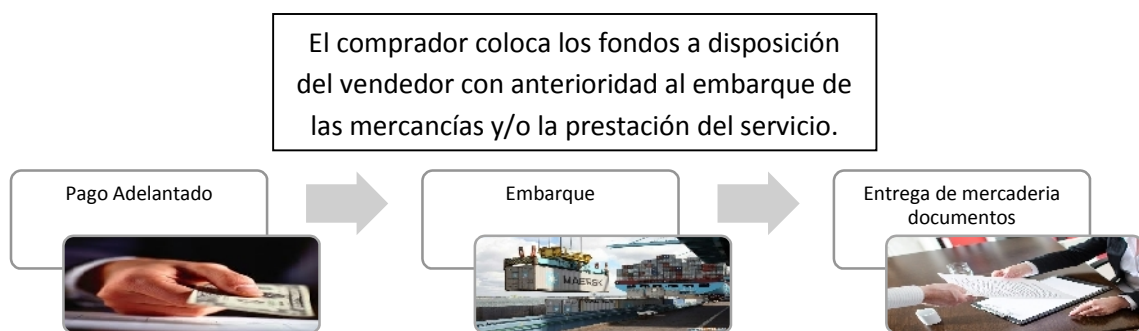 El comprador coloca los fondos a disposición
del vendedor con anterioridad al embarque de
las mercancías y/o la prestación del servicio.
Pago Adelantado
Embarque
Entrega de mercaderia
documentos
MAERSK